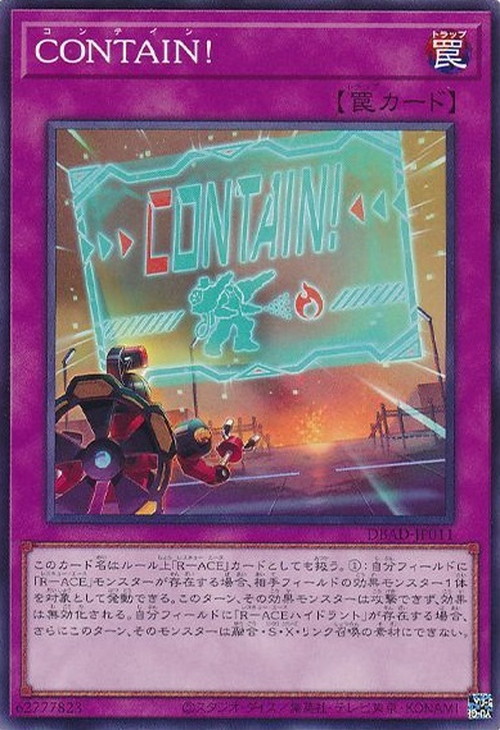 コンテイン
CONTAIN!
トラップ
罠
トラップ
【罠カード】
CONTAIN!
DBAD-JP011
このカード名はルール上「R-ACE」カードとしても扱う。①：自分フィールドに
「R-ACE」モンスターが存在する場合、相手フィールドの効果モンスター１体
を対象として発動できる。このターン、その効果モンスターは攻撃できず、効果
は無効化される。自分フィールドに「R-ACEハイドラント」が存在する場合、
さらにこのターン、そのモンスターは融合・S・X・リンク召喚の素材にできない。
62777823
©スタジオ・ダイス／集英社・テレビ東京・KONAMI